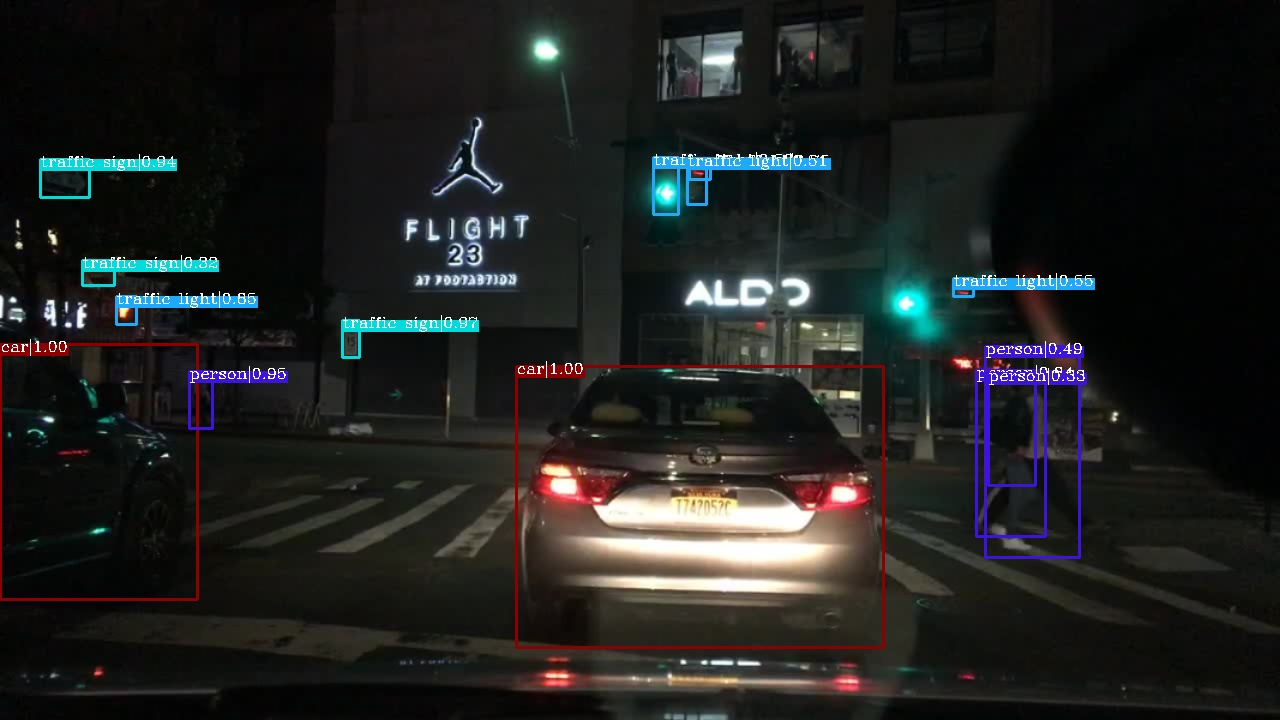 traffic sign|0.94
traffic light|0.51
traffic sign|0.32
traffic light|0.85
traffic light|0.55
traffic sign|0.97
FLIGHT
23
AT FOOTACTION
ALDO
car|1.00
person|0.95
car|1.00
person|0.49
person|0.33
T742052C